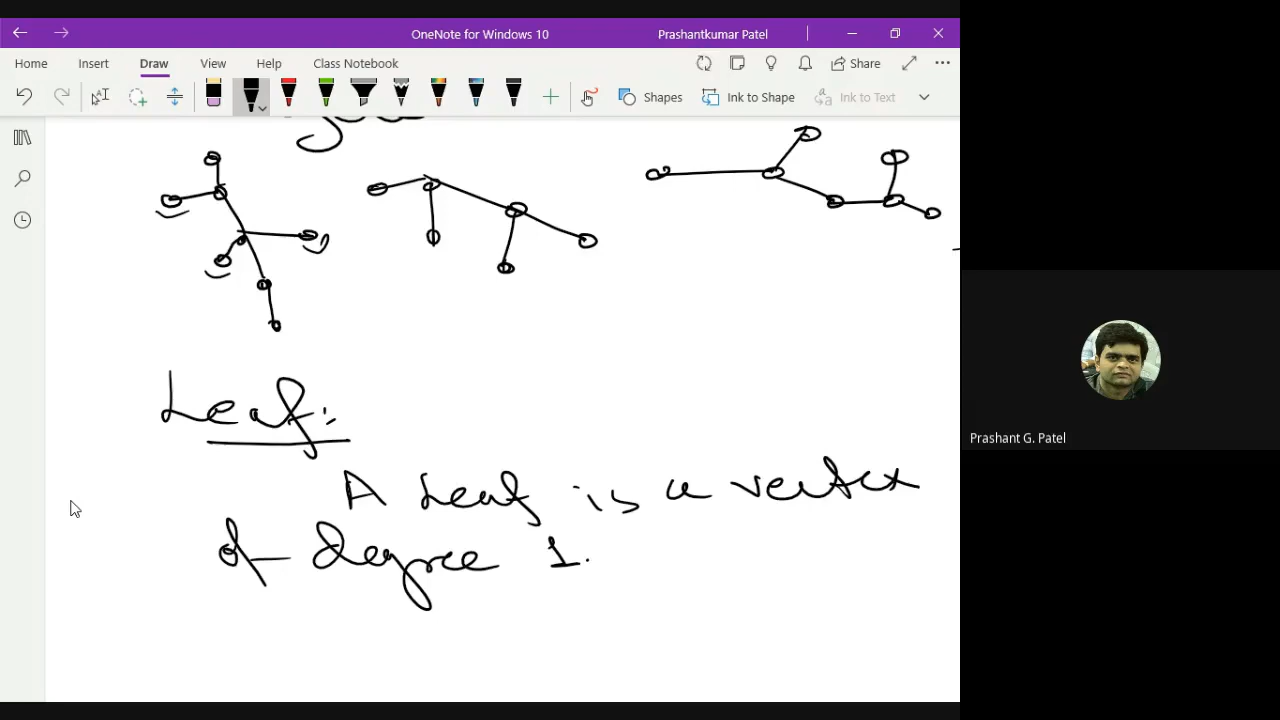 OneNote for Windows 10
Prashantkumar Patel
Home Insert Draw View Help Class Notebook Share
Shapes Ink to Shape Ink to Text
Leaf:
A Leaf is a vertex
of degree 1.
Prashant G. Patel